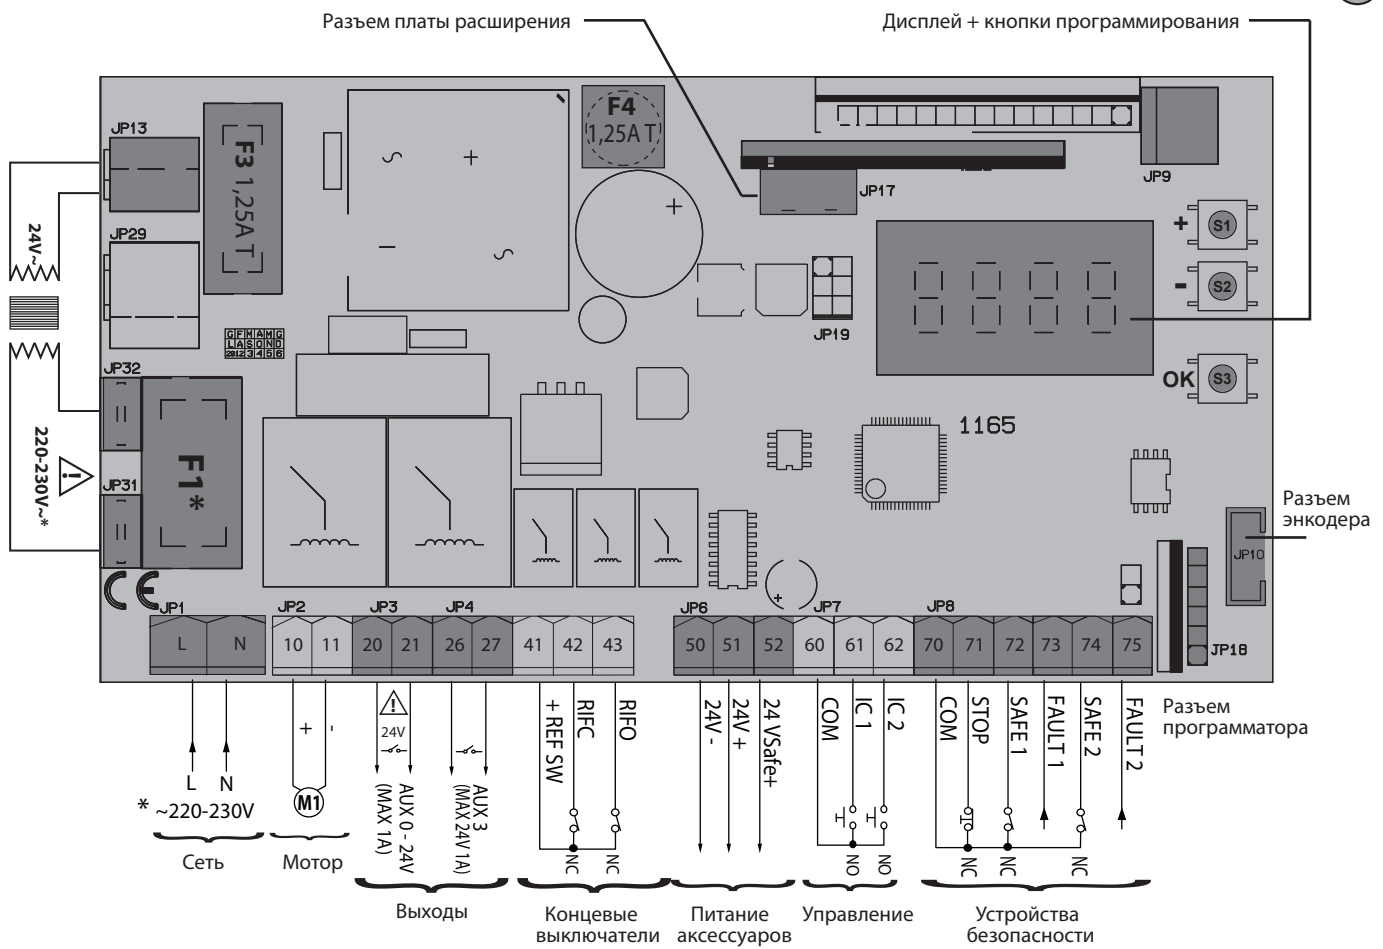 Разъем платы расширения
Дисплей + кнопки программирования
F4
1,25A T
JP13
F3 1,25A T
JP9
JP17
+ S1
- S2
OK S3
24V~
JP29
JP19
G F M A M G
L A S O N D
2012 3 4 5 6
JP32
1165
220-230V~*
F1*
JP31
Разъем
энкодера
JP10
CE
JP1
JP2
JP3
JP4
JP6
JP7
JP8
JP18
L N
10 11
20 21
26 27
41 42 43
50 51 52
60 61 62
70 71 72 73 74 75
Разъем
программатора
+ -
24V
L N
* ~220-230V
M1
AUX 0 - 24V
(MAX 1A)
AUX 3
(MAX 24V 1A)
+ REF SW
RIFC
RIFO
NC
NC
24V -
24V +
24 VSafe+
COM
IC 1
IC 2
NO
NO
COM
STOP
SAFE 1
FAULT 1
SAFE 2
FAULT 2
NC
NC
NC
Сеть
Мотор
Выходы
Концевые
выключатели
Питание
аксессуаров
Управление
Устройства
безопасности